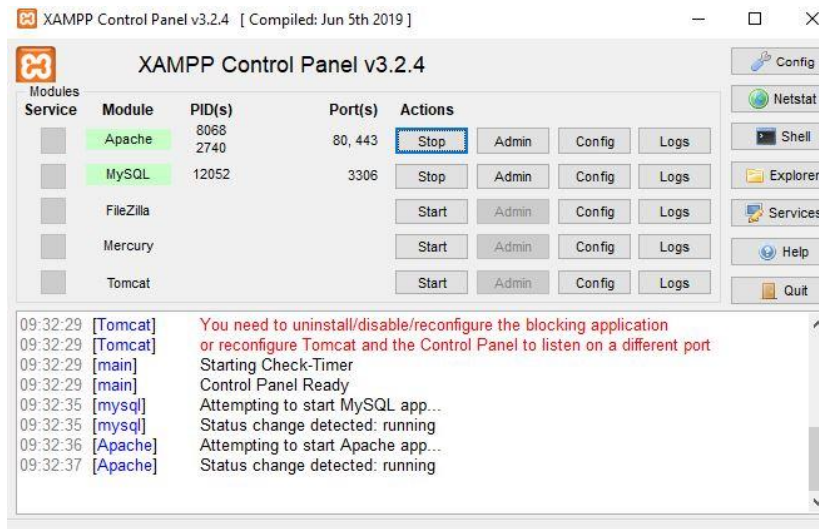 XAMPP Control Panel v3.2.4 [ Compiled: Jun 5th 2019 ]
XAMPP Control Panel v3.2.4
Config
Modules
Service Module PID(s) Port(s) Actions
Netstat
Apache 8068 2740 80, 443 Stop Admin Config Logs
Shell
MySQL 12052 3306 Stop Admin Config Logs
Explorer
FileZilla Start Admin Config Logs
Services
Mercury Start Admin Config Logs
Help
Tomcat Start Admin Config Logs
Quit
09:32:29 [Tomcat] You need to uninstall/disable/reconfigure the blocking application
09:32:29 [Tomcat] or reconfigure Tomcat and the Control Panel to listen on a different port
09:32:29 [main] Starting Check-Timer
09:32:29 [main] Control Panel Ready
09:32:35 [mysql] Attempting to start MySQL app...
09:32:35 [mysql] Status change detected: running
09:32:36 [Apache] Attempting to start Apache app...
09:32:37 [Apache] Status change detected: running